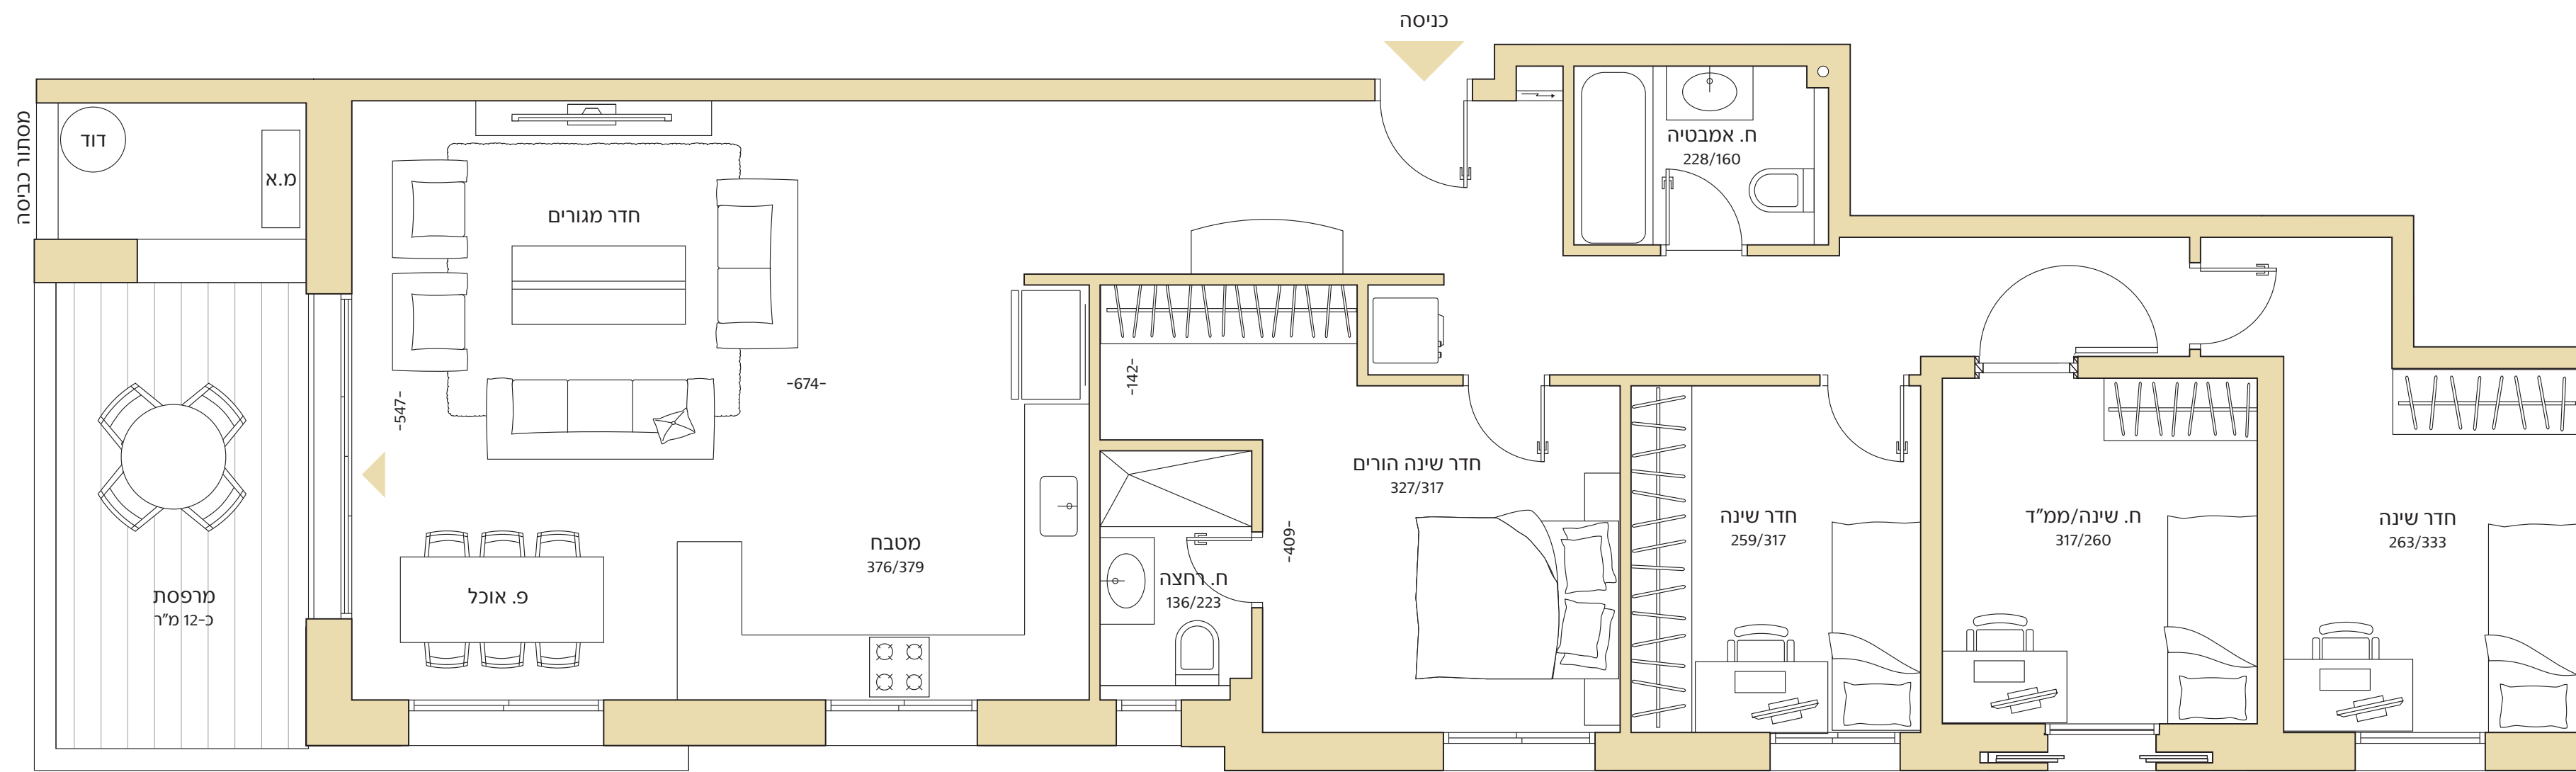 כניסה
מסתור כביסה
דוד
מ.א
חדר מגורים
-674-
-547-
מרפסת
כ-12 מ"ר
פ. אוכל
מטבח
376/379
-142-
ח. רחצה
136/223
-409-
חדר שינה הורים
327/317
ח. אמבטיה
228/160
חדר שינה
259/317
ח. שינה/ממ"ד
317/260
חדר שינה
263/333